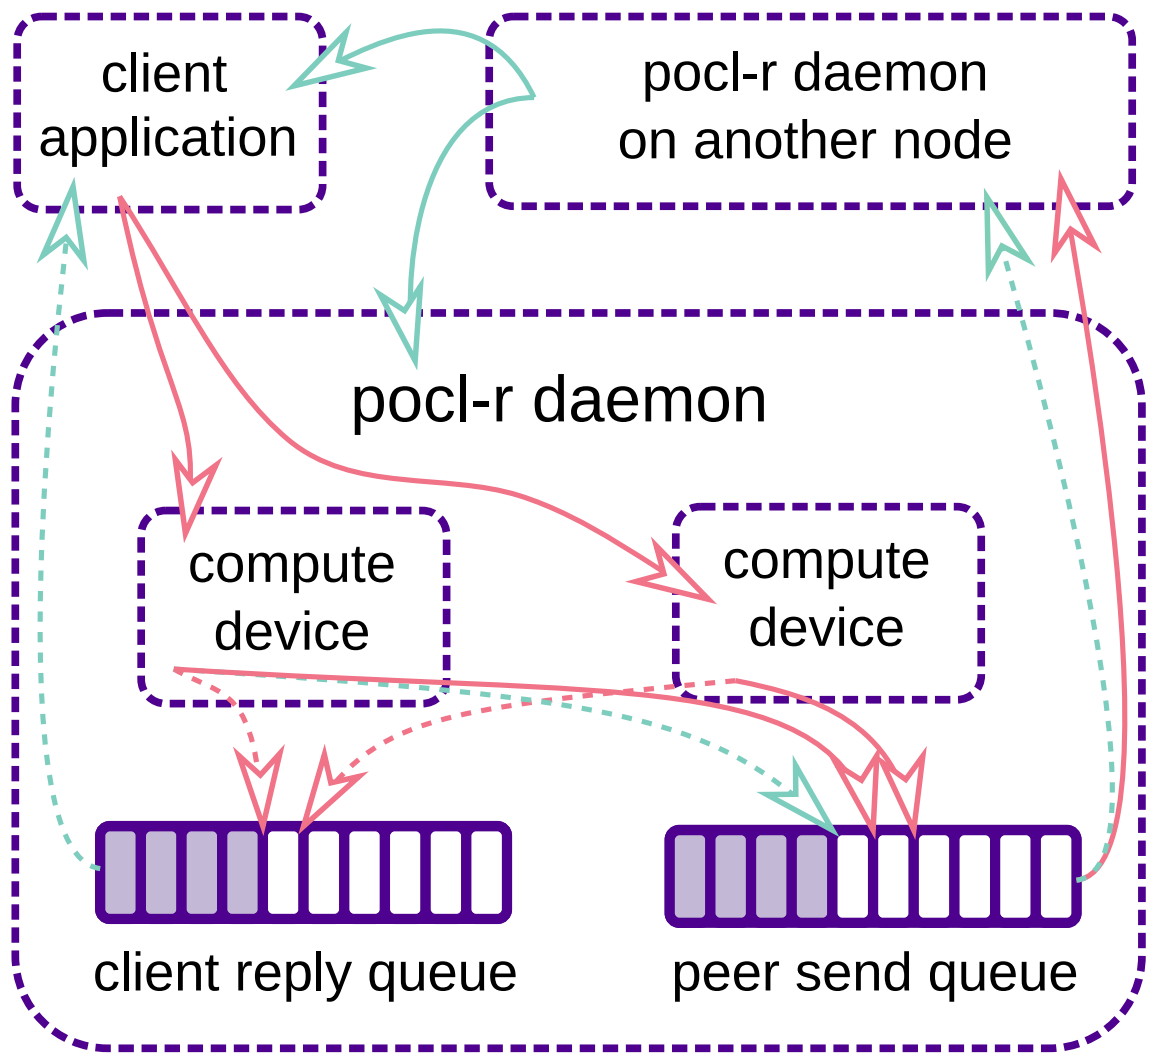 client
application
pocl-r daemon
on another node
pocl-r daemon
compute
device
compute
device
client reply queue
peer send queue